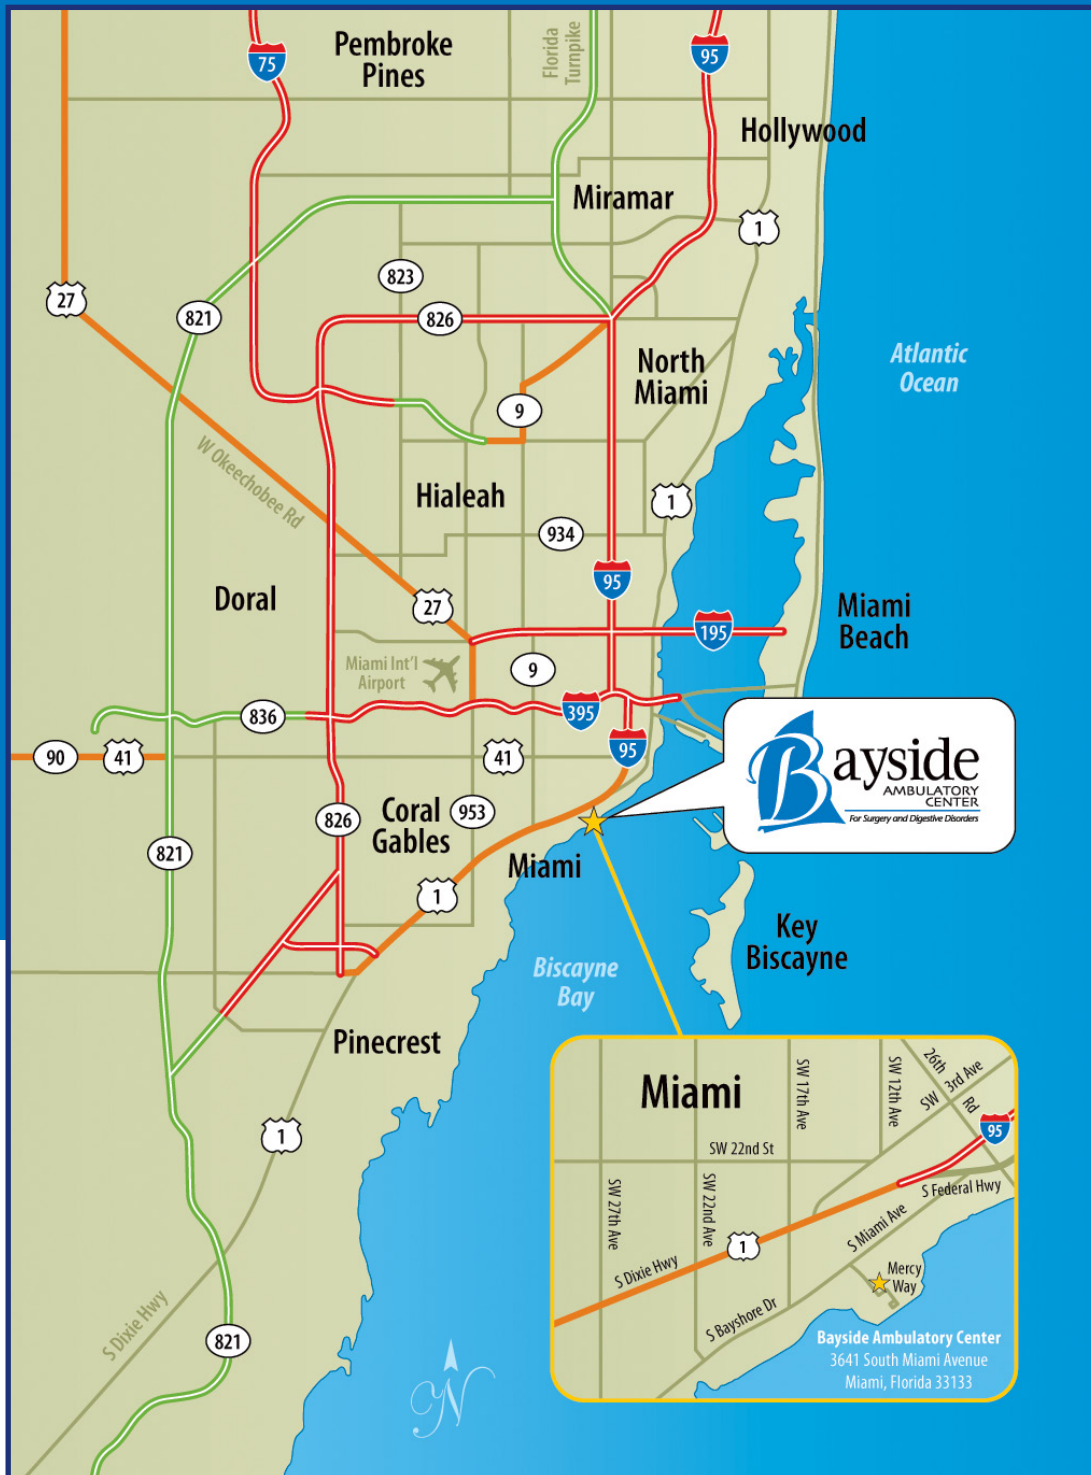 Pembroke
Pines
Florida
Turnpike
75
95
Hollywood
Miramar
1
823
27
821
826
North
Miami
Atlantic
Ocean
9
W Okeechobee Rd
Hialeah
1
934
95
Doral
27
Miami
Beach
195
Miami Int'l
Airport
9
836
395
90
41
41
95
Bayside
AMBULATORY
CENTER
For Surgery and Digestive Disorders
826
Coral
Gables
953
821
Miami
1
Key
Biscayne
Biscayne
Bay
Pinecrest
1
S Dixie Hwy
821
N
Miami
SW 17th Ave
SW 12th Ave
26th
Rd
SW 3rd Ave
95
SW 22nd St
S Federal Hwy
SW 27th Ave
SW 22nd Ave
S Miami Ave
1
S Dixie Hwy
Mercy
Way
S Bayshore Dr
Bayside Ambulatory Center
3641 South Miami Avenue
Miami, Florida 33133